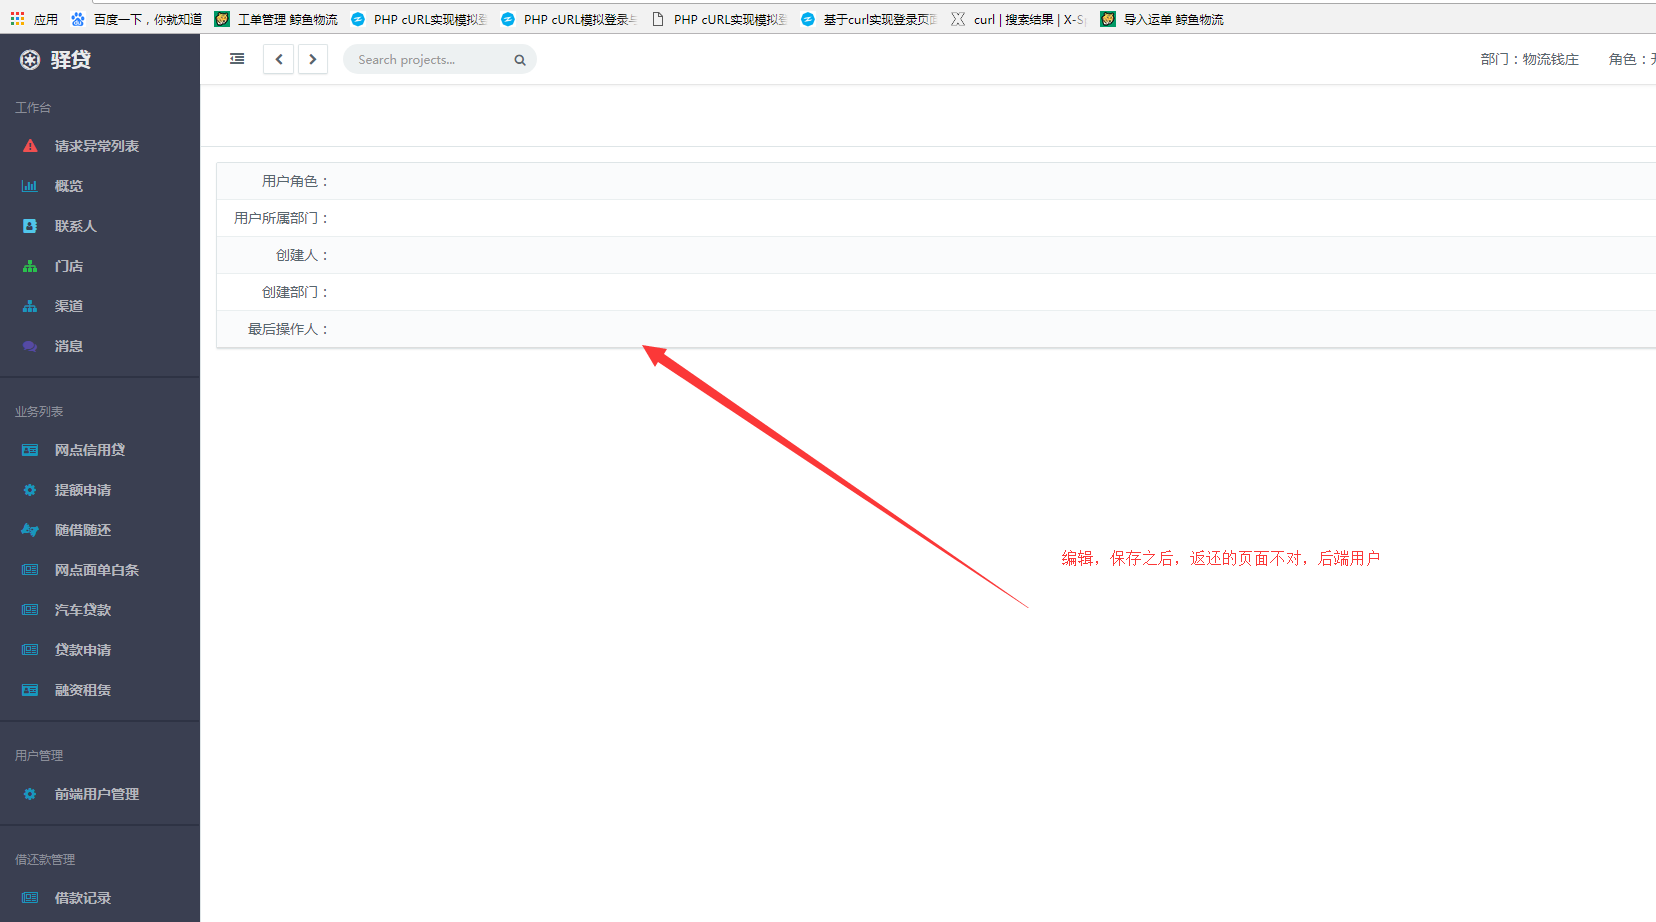 应用
百度一下，你就知道
工单管理 鲸鱼物流
PHP cURL实现模拟登
PHP cURL模拟登录与
PHP cURL实现模拟登
基于curl实现登录页面
curl | 搜索结果 | X-Sp
导入运单 鲸鱼物流
驿贷
Search projects...
部门：物流钱庄
角色：
工作台
请求异常列表
概览
联系人
门店
渠道
消息
业务列表
网点信用贷
提额申请
随借随还
网点面单白条
汽车贷款
贷款申请
融资租赁
用户管理
前端用户管理
借还款管理
借款记录
用户角色：
用户所属部门：
创建人：
创建部门：
最后操作人：
编辑，保存之后，返还的页面不对，后端用户